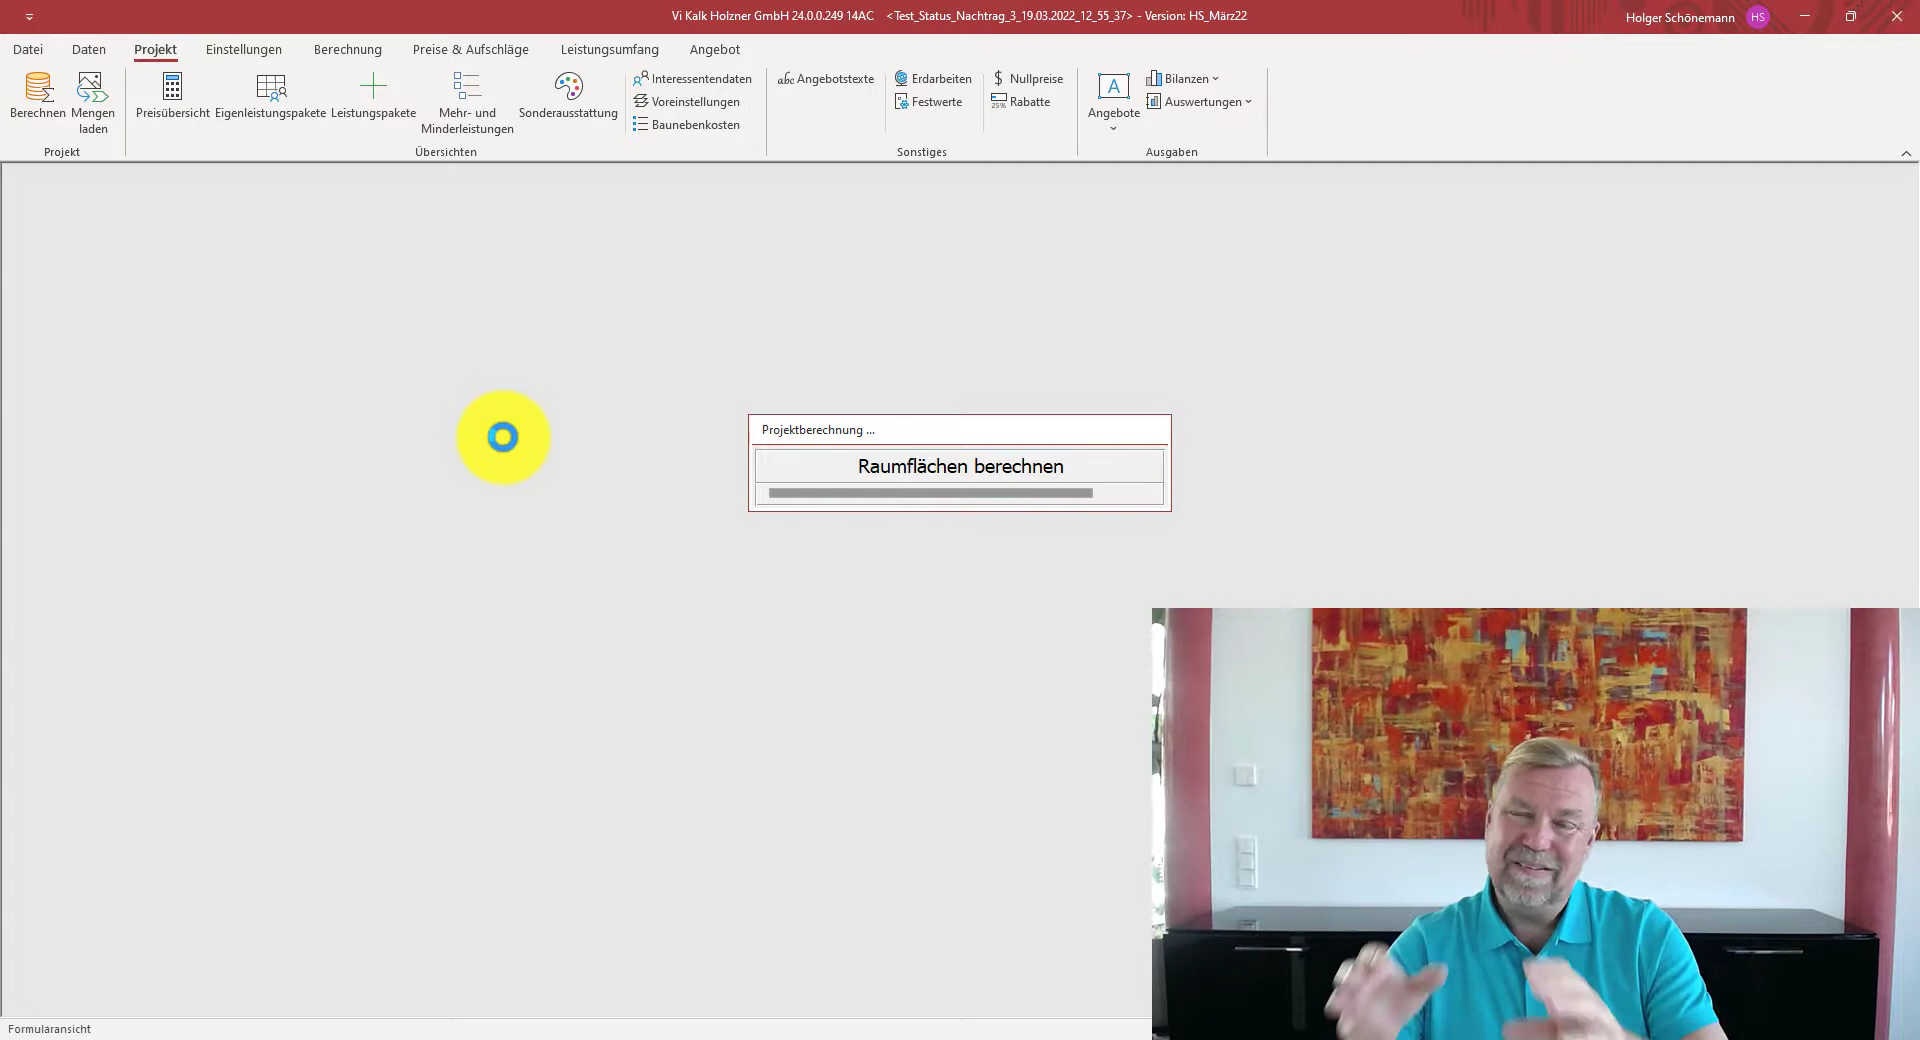 Vi Kalk Holzner GmbH 24.0.0.249 14AC <Test_Status_Nachtrag_3_19.03.2022_12_55_37> - Version: HS_März22
Holger Schönemann HS
Datei Daten Projekt Einstellungen Berechnung Preise & Aufschläge Leistungsumfang Angebot
Berechnen
Mengen
laden
Projekt
Preisübersicht
Eigenleistungspakete
Leistungspakete
Mehr- und
Minderleistungen
Sonderausstattung
Interessentendaten
Voreinstellungen
Baunebenkosten
Übersichten
abc Angebotstexte
Erdarbeiten
Festwerte
$ Nullpreise
25% Rabatte
Sonstiges
A
Angebote
Bilanzen
Auswertungen
Ausgaben
Projektberechnung ...
Raumflächen berechnen
Formularansicht